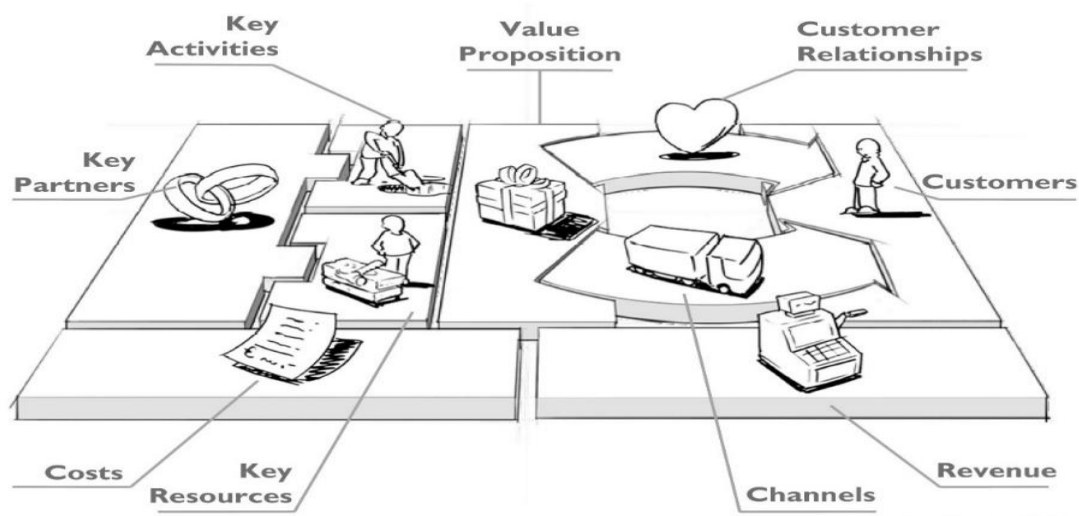 Key
Activities
Value
Proposition
Customer
Relationships
Key
Partners
Customers
Costs
Key
Resources
Channels
Revenue